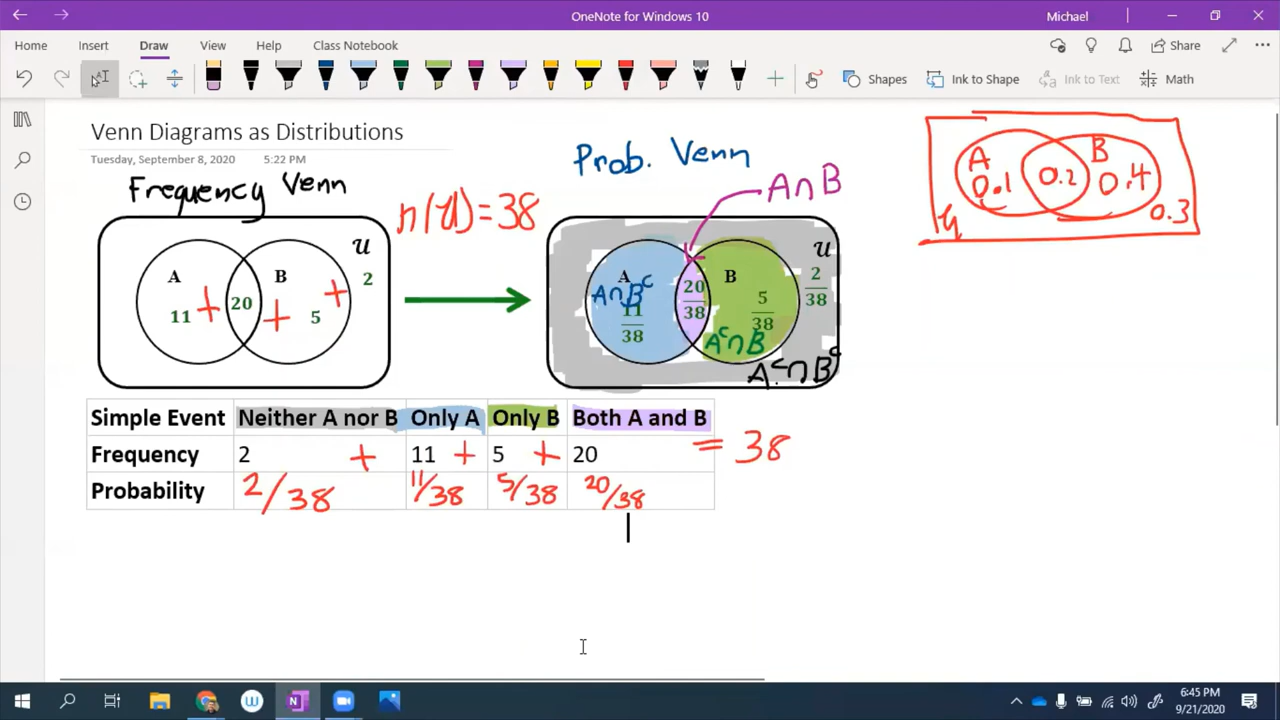 OneNote for Windows 10
Michael
Home Insert Draw View Help Class Notebook
Share
Shapes Ink to Shape Ink to Text Math
Venn Diagrams as Distributions
Tuesday, September 8, 2020 5:22 PM
Frequency Venn
n(U)=38
Prob. Venn
A∩B
A B
0.1 0.2 0.4
U 0.3
A B U
11 + 20 + 5 + 2
A B U
A∩Bᶜ
11/38 20/38 5/38 2/38
Aᶜ∩B
Aᶜ∩Bᶜ
Simple Event Neither A nor B Only A Only B Both A and B
Frequency 2 + 11 + 5 + 20 = 38
Probability 2/38 11/38 5/38 20/38
6:45 PM
9/21/2020